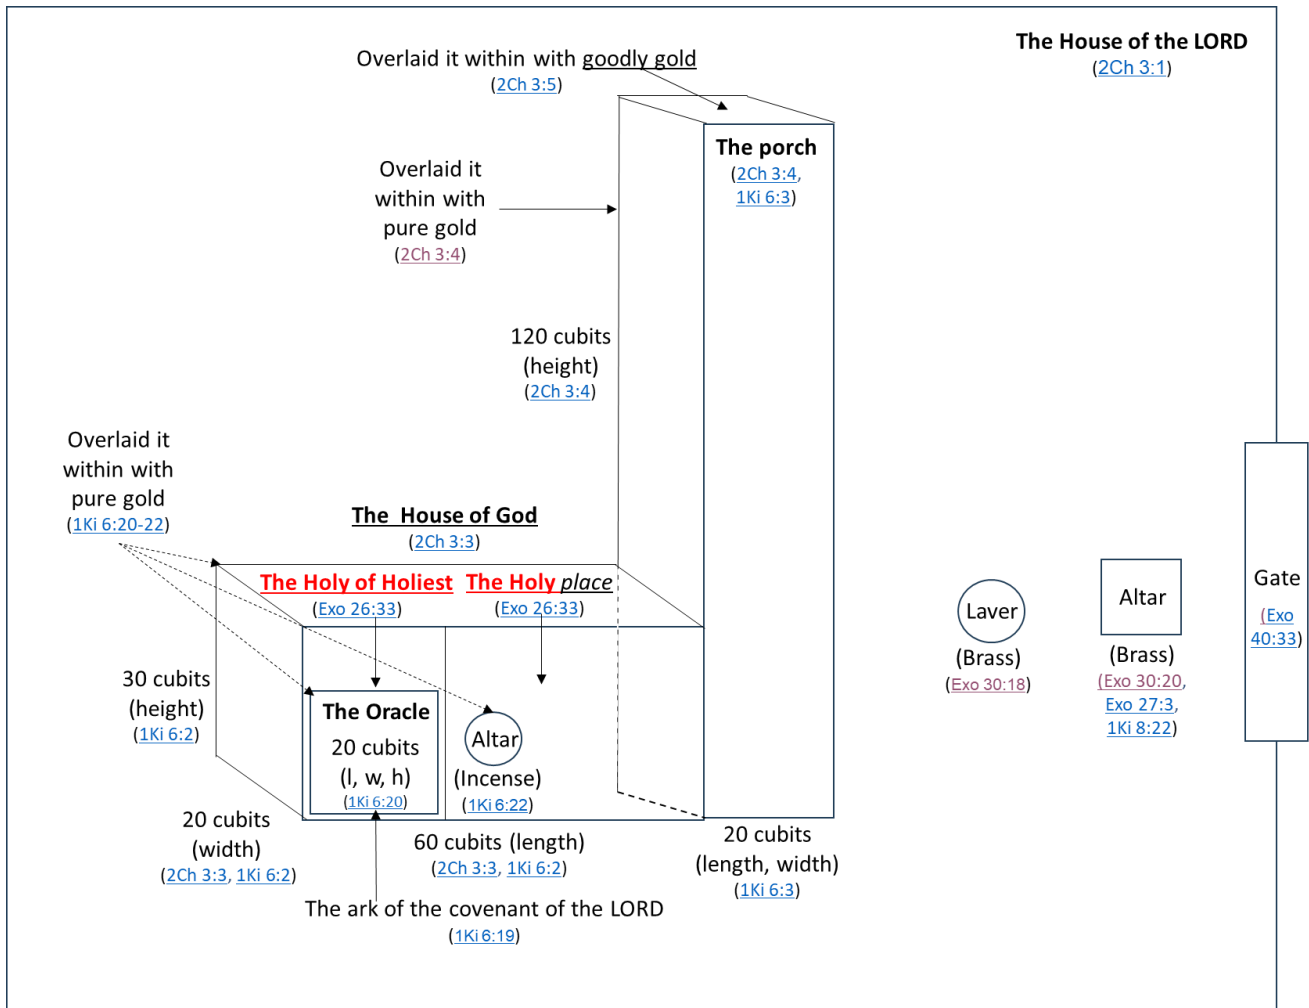 The House of the LORD
(2Ch 3:1)
Overlaid it within with goodly gold
(2Ch 3:5)
The porch
(2Ch 3:4,
1Ki 6:3)
Overlaid it
within with
pure gold
(2Ch 3:4)
120 cubits
(height)
(2Ch 3:4)
Overlaid it
within with
pure gold
(1Ki 6:20-22)
The House of God
(2Ch 3:3)
The Holy of Holiest
(Exo 26:33)
The Holy place
(Exo 26:33)
30 cubits
(height)
(1Ki 6:2)
The Oracle
20 cubits
(l, w, h)
(1Ki 6:20)
Altar
(Incense)
(1Ki 6:22)
20 cubits
(width)
(2Ch 3:3, 1Ki 6:2)
60 cubits (length)
(2Ch 3:3, 1Ki 6:2)
20 cubits
(length, width)
(1Ki 6:3)
The ark of the covenant of the LORD
(1Ki 6:19)
Laver
(Brass)
(Exo 30:18)
Altar
(Brass)
(Exo 30:20,
Exo 27:3,
1Ki 8:22)
Gate
(Exo
40:33)